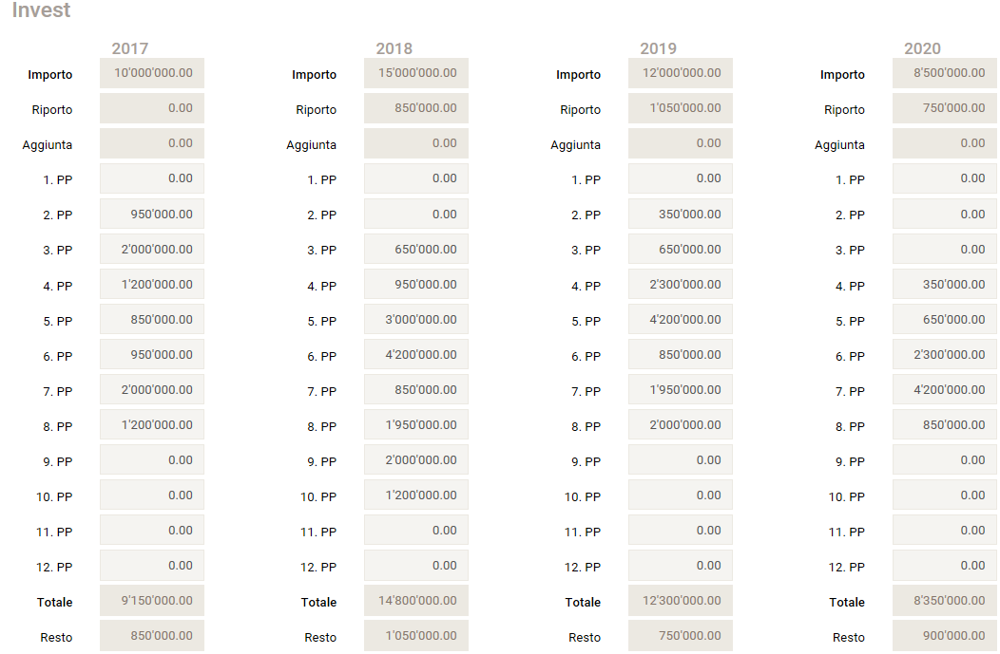 Invest
2017 2018 2019 2020
Importo 10'000'000.00 Importo 15'000'000.00 Importo 12'000'000.00 Importo 8'500'000.00
Riporto 0.00 Riporto 850'000.00 Riporto 1'050'000.00 Riporto 750'000.00
Aggiunta 0.00 Aggiunta 0.00 Aggiunta 0.00 Aggiunta 0.00
1. PP 0.00 1. PP 0.00 1. PP 0.00 1. PP 0.00
2. PP 950'000.00 2. PP 0.00 2. PP 350'000.00 2. PP 0.00
3. PP 2'000'000.00 3. PP 650'000.00 3. PP 650'000.00 3. PP 0.00
4. PP 1'200'000.00 4. PP 950'000.00 4. PP 2'300'000.00 4. PP 350'000.00
5. PP 850'000.00 5. PP 3'000'000.00 5. PP 4'200'000.00 5. PP 650'000.00
6. PP 950'000.00 6. PP 4'200'000.00 6. PP 850'000.00 6. PP 2'300'000.00
7. PP 2'000'000.00 7. PP 850'000.00 7. PP 1'950'000.00 7. PP 4'200'000.00
8. PP 1'200'000.00 8. PP 1'950'000.00 8. PP 2'000'000.00 8. PP 850'000.00
9. PP 0.00 9. PP 2'000'000.00 9. PP 0.00 9. PP 0.00
10. PP 0.00 10. PP 1'200'000.00 10. PP 0.00 10. PP 0.00
11. PP 0.00 11. PP 0.00 11. PP 0.00 11. PP 0.00
12. PP 0.00 12. PP 0.00 12. PP 0.00 12. PP 0.00
Totale 9'150'000.00 Totale 14'800'000.00 Totale 12'300'000.00 Totale 8'350'000.00
Resto 850'000.00 Resto 1'050'000.00 Resto 750'000.00 Resto 900'000.00